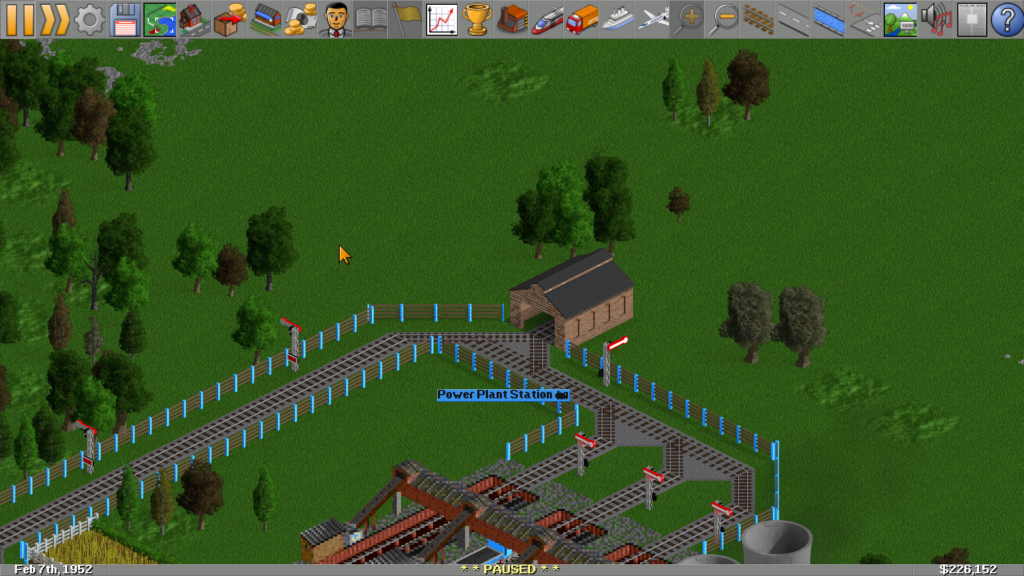 Power Plant Station
Feb 7th, 1952
* * PAUSED * *
$226,152